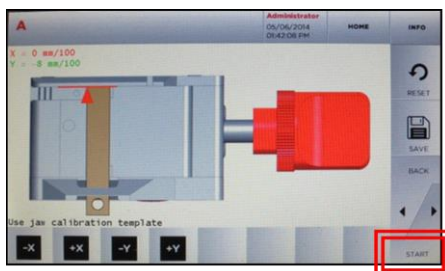 A
Administrator
05/06/2014
01:42:08 PM
HOME
INFO
X = 0 mm/100
Y = -8 mm/100
RESET
SAVE
BACK
Use jaw calibration template
-X
+X
-Y
+Y
START